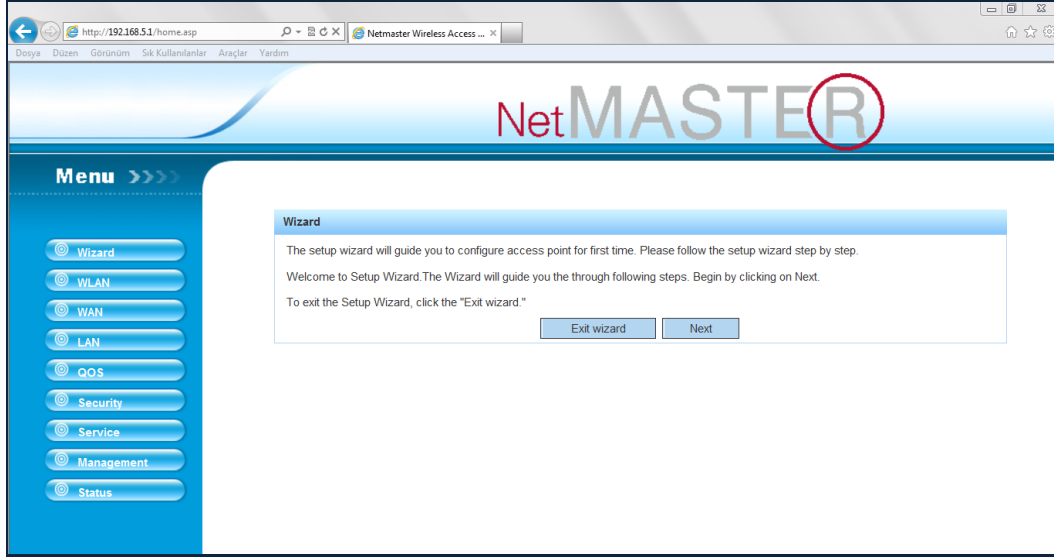 http://192.168.5.1/home.asp
Netmaster Wireless Access ...
Dosya Düzen Görünüm Sık Kullanılanlar Araçlar Yardım
NetMASTER
Menu >>>>
Wizard
WLAN
WAN
LAN
QOS
Security
Service
Management
Status
Wizard
The setup wizard will guide you to configure access point for first time. Please follow the setup wizard step by step.
Welcome to Setup Wizard.The Wizard will guide you the through following steps. Begin by clicking on Next.
To exit the Setup Wizard, click the "Exit wizard."
Exit wizard Next